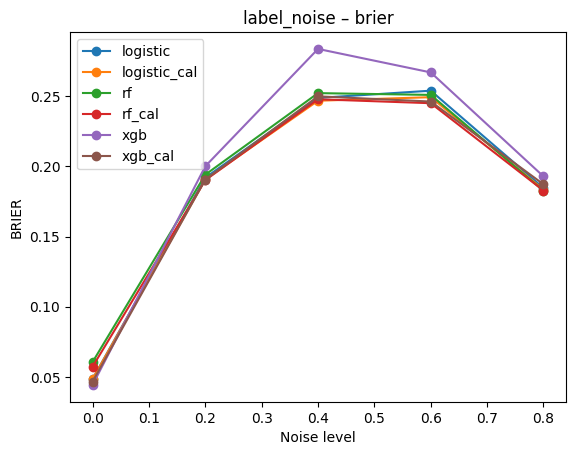 label_noise – brier
logistic
logistic_cal
rf
rf_cal
xgb
xgb_cal
BRIER
0.25
0.20
0.15
0.10
0.05
0.0 0.1 0.2 0.3 0.4 0.5 0.6 0.7 0.8
Noise level